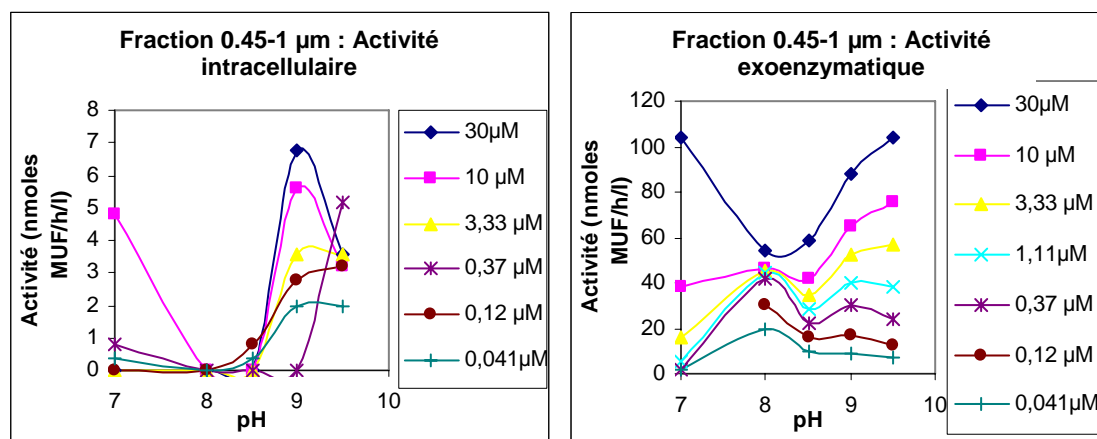 Fraction 0.45-1 µm : Activité
intracellulaire
Activité (nmoles
MUF/h/l)
8
7
6
5
4
3
2
1
0
7
8
9
10
pH
30µM
10 µM
3,33 µM
0,37 µM
0,12 µM
0,041µM
Fraction 0.45-1 µm : Activité
exoenzymatique
Activité (nmoles
MUF/h/l)
120
100
80
60
40
20
0
7
8
9
10
pH
30µM
10 µM
3,33 µM
1,11µM
0,37 µM
0,12 µM
0,041µM